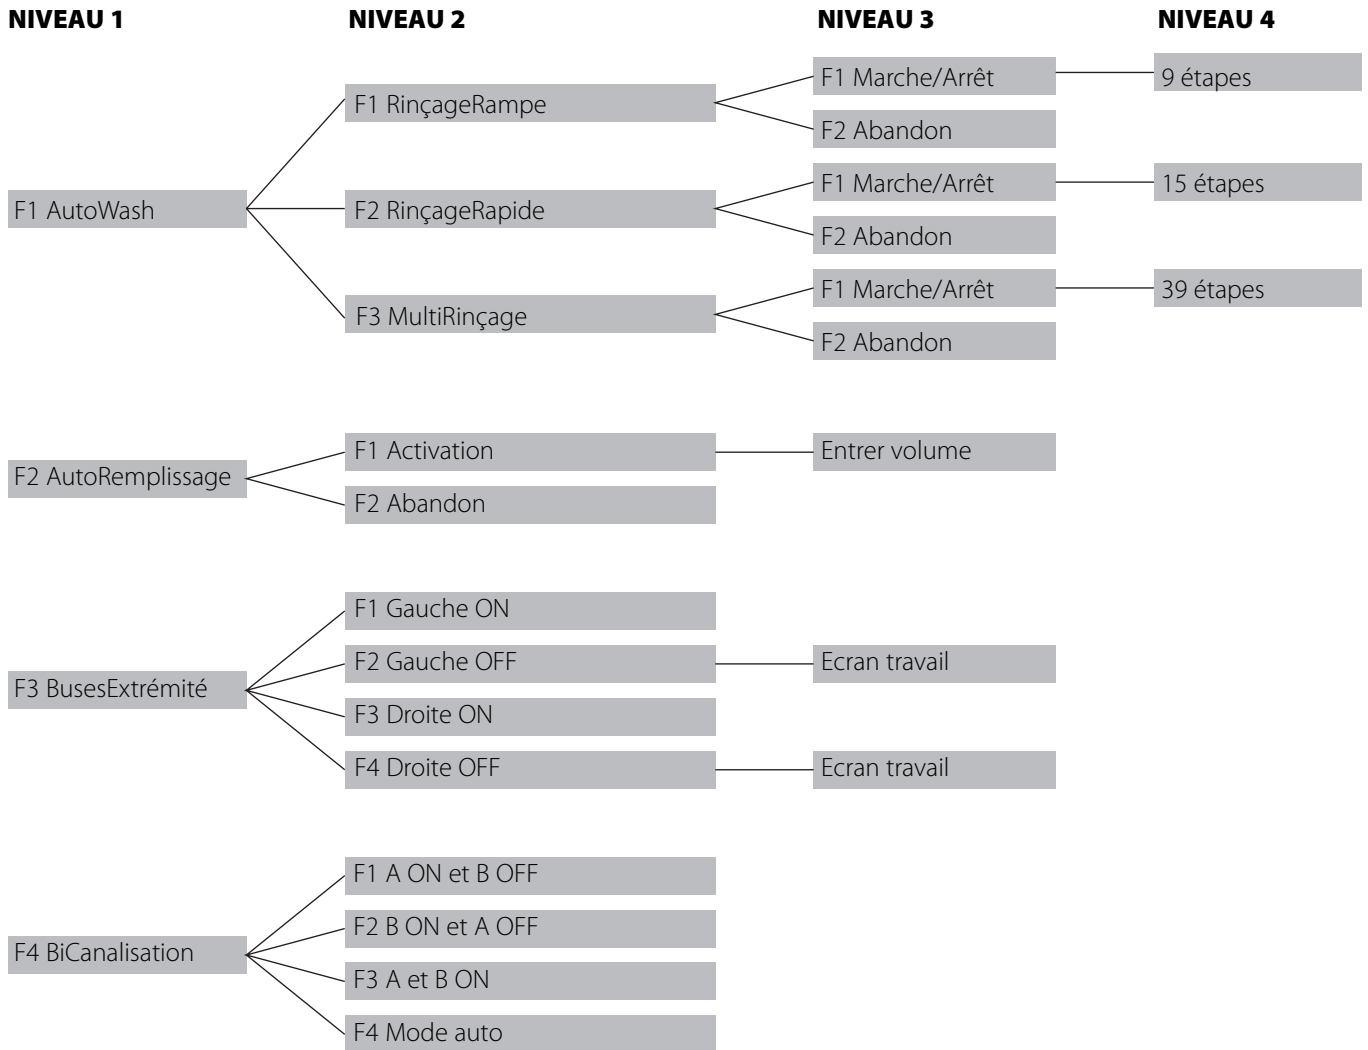 NIVEAU 1 NIVEAU 2 NIVEAU 3 NIVEAU 4
F1 AutoWash
F1 RinçageRampe
F1 Marche/Arrêt
9 étapes
F2 Abandon
F2 RinçageRapide
F1 Marche/Arrêt
15 étapes
F2 Abandon
F3 MultiRinçage
F1 Marche/Arrêt
39 étapes
F2 Abandon
F2 AutoRemplissage
F1 Activation
Entrer volume
F2 Abandon
F3 BusesExtrémité
F1 Gauche ON
F2 Gauche OFF
Ecran travail
F3 Droite ON
F4 Droite OFF
Ecran travail
F4 BiCanalisation
F1 A ON et B OFF
F2 B ON et A OFF
F3 A et B ON
F4 Mode auto